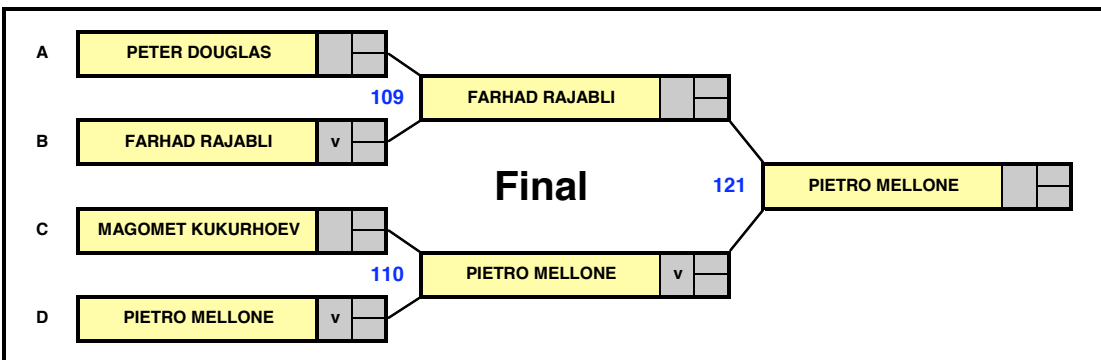 A PETER DOUGLAS
109 FARHAD RAJABLI
B FARHAD RAJABLI v
Final 121 PIETRO MELLONE
C MAGOMET KUKURHOEV
110 PIETRO MELLONE v
D PIETRO MELLONE v